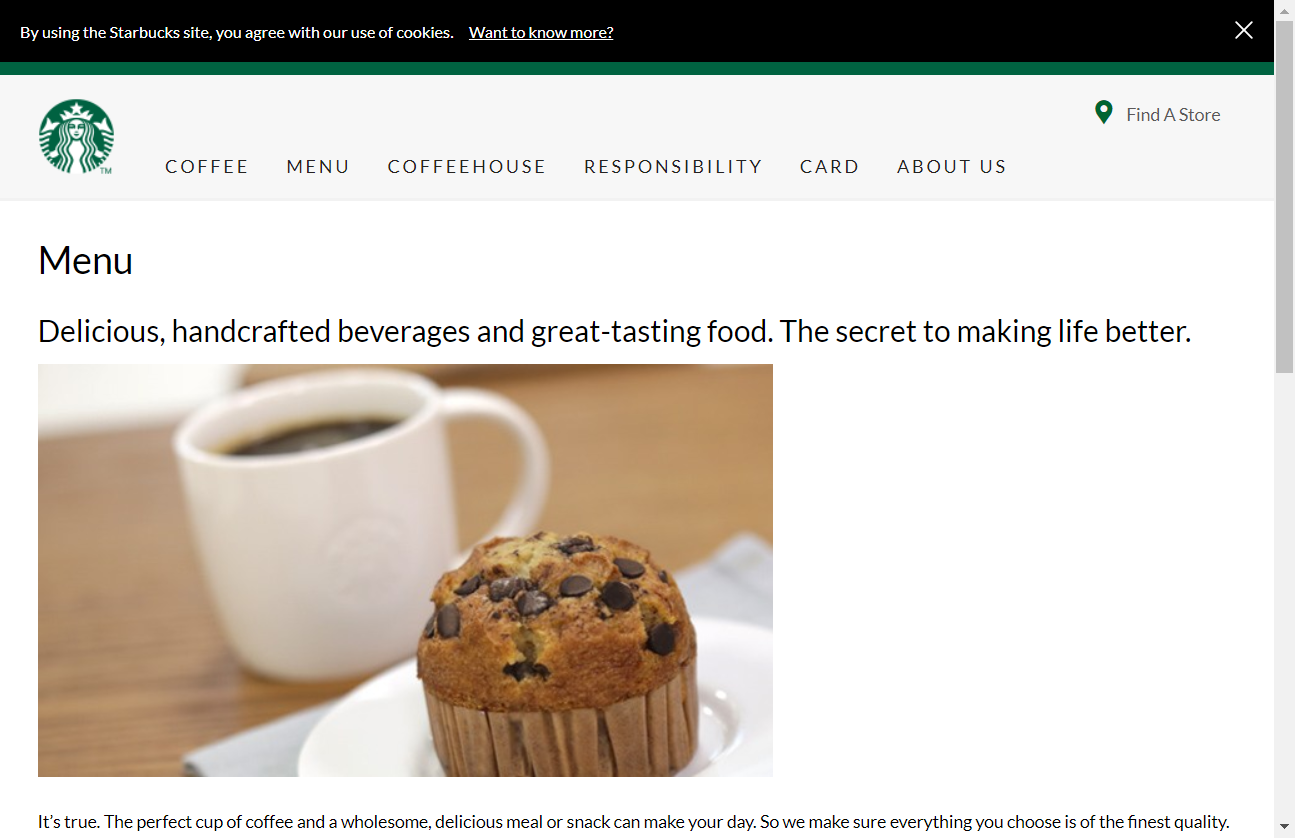 By using the Starbucks site, you agree with our use of cookies. Want to know more?
Find A Store
TM
COFFEE MENU COFFEEHOUSE RESPONSIBILITY CARD ABOUT US
Menu
Delicious, handcrafted beverages and great-tasting food. The secret to making life better.
It's true. The perfect cup of coffee and a wholesome, delicious meal or snack can make your day. So we make sure everything you choose is of the finest quality.